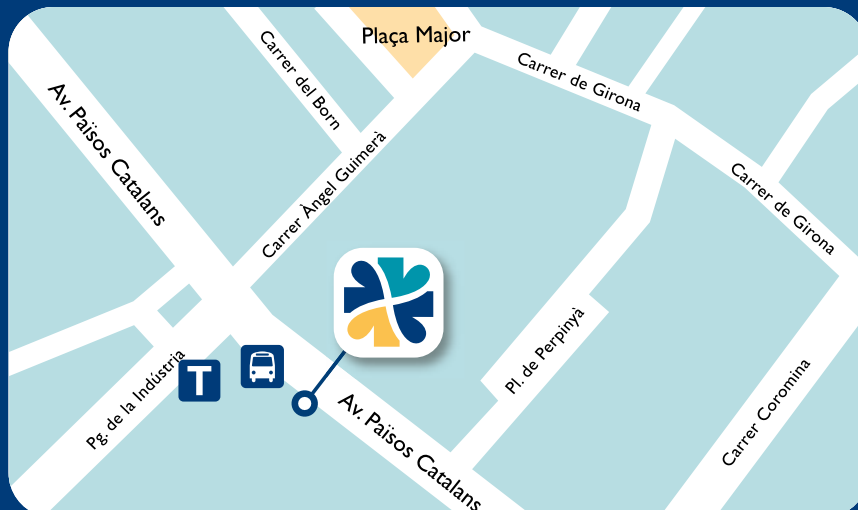 Plaça Major
Carrer del Born
Carrer de Girona
Av. Països Catalans
Carrer Àngel Guimerà
Carrer de Girona
Pl. de Perpinyà
Pg. de la Indústria
T
Av. Països Catalans
Carrer Coromina